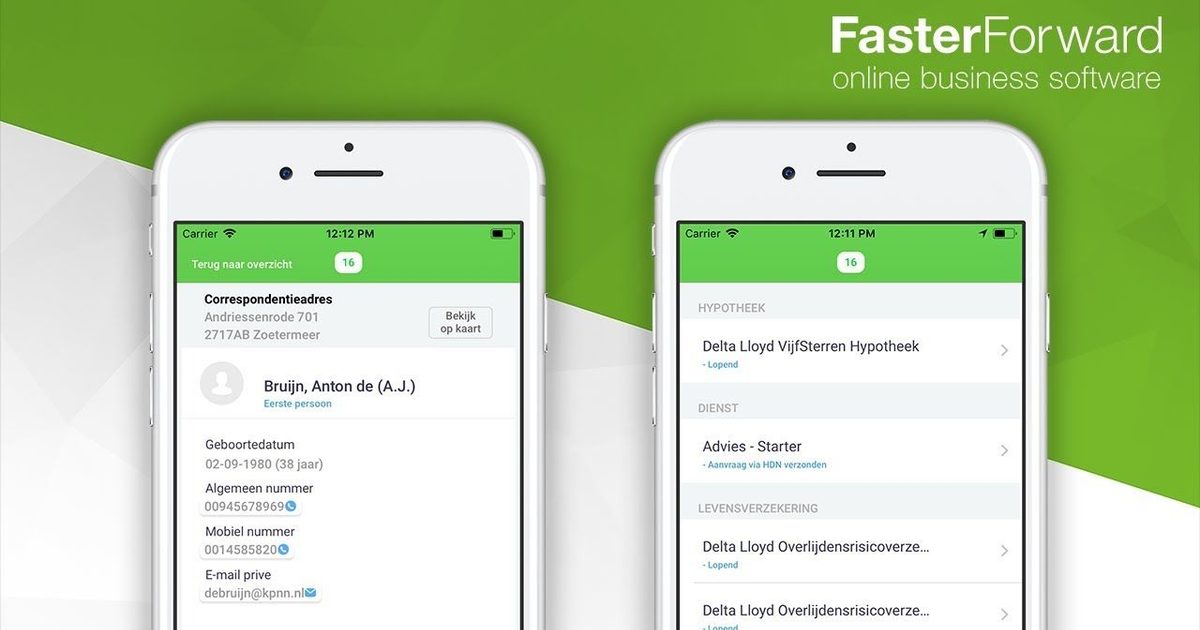 FasterForward
online business software
Carrier 12:12 PM
Terug naar overzicht 16
Correspondentieadres
Andriessenrode 701
2717AB Zoetermeer
Bekijk
op kaart
Bruijn, Anton de (A.J.)
Eerste persoon
Geboortedatum
02-09-1980 (38 jaar)
Algemeen nummer
00945678969
Mobiel nummer
0014585820
E-mail prive
debruijn@kpnn.nl
Carrier 12:11 PM
16
HYPOTHEEK
Delta Lloyd VijfSterren Hypotheek
- Lopend
DIENST
Advies - Starter
- Aanvraag via HDN verzonden
LEVENSVERZEKERING
Delta Lloyd Overlijdensrisicoverze...
- Lopend
Delta Lloyd Overlijdensrisicoverze...
- Lopend